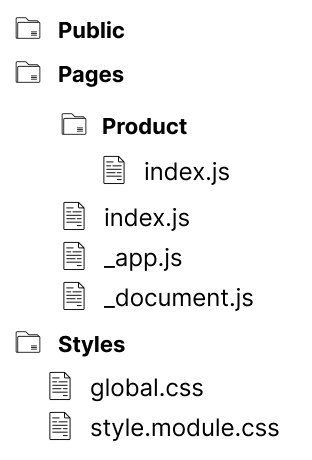 Public
Pages
Product
index.js
index.js
_app.js
_document.js
Styles
global.css
style.module.css